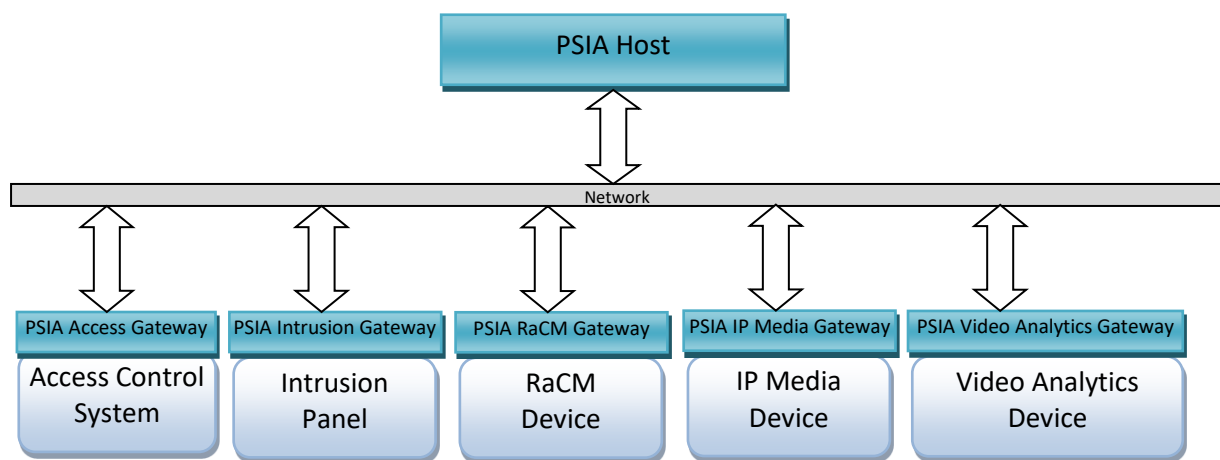 PSIA Host
Network
PSIA Access Gateway
PSIA Intrusion Gateway
PSIA RaCM Gateway
PSIA IP Media Gateway
PSIA Video Analytics Gateway
Access Control
System
Intrusion
Panel
RaCM
Device
IP Media
Device
Video Analytics
Device